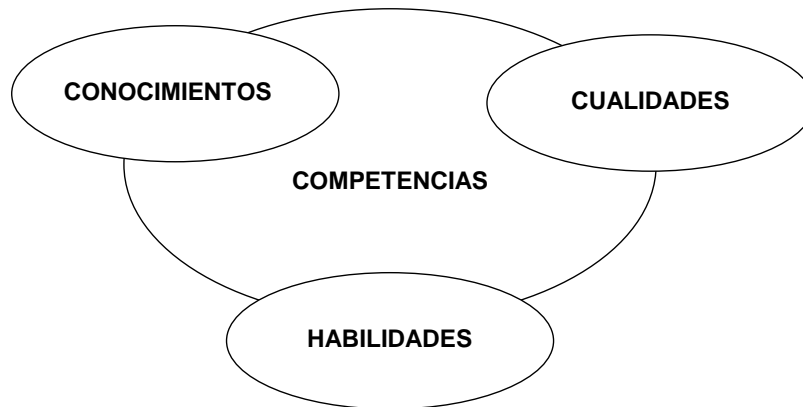 CONOCIMIENTOS
CUALIDADES
COMPETENCIAS
HABILIDADES